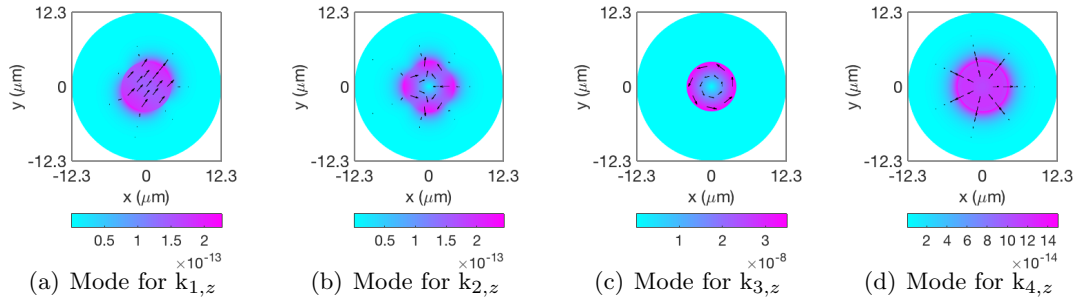 12.3
y (μm)
0
-12.3
-12.3 0 12.3
x (μm)
0.5 1 1.5 2
×10⁻¹³
(a) Mode for k₁,z
12.3
y (μm)
0
-12.3
-12.3 0 12.3
x (μm)
0.5 1 1.5 2
×10⁻¹³
(b) Mode for k₂,z
12.3
y (μm)
0
-12.3
-12.3 0 12.3
x (μm)
1 2 3
×10⁻⁸
(c) Mode for k₃,z
12.3
y (μm)
0
-12.3
-12.3 0 12.3
x (μm)
2 4 6 8 10 12 14
×10⁻¹⁴
(d) Mode for k₄,z